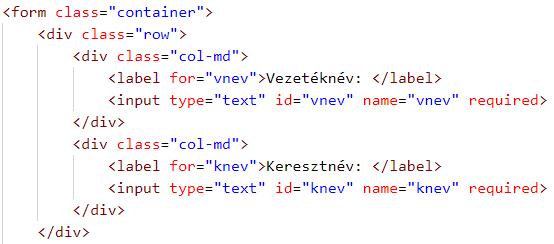 <form class="container">
<div class="row">
<div class="col-md">
<label for="vnev">Vezetéknév: </label>
<input type="text" id="vnev" name="vnev" required>
</div>
<div class="col-md">
<label for="knev">Keresztnév: </label>
<input type="text" id="knev" name="knev" required>
</div>
</div>